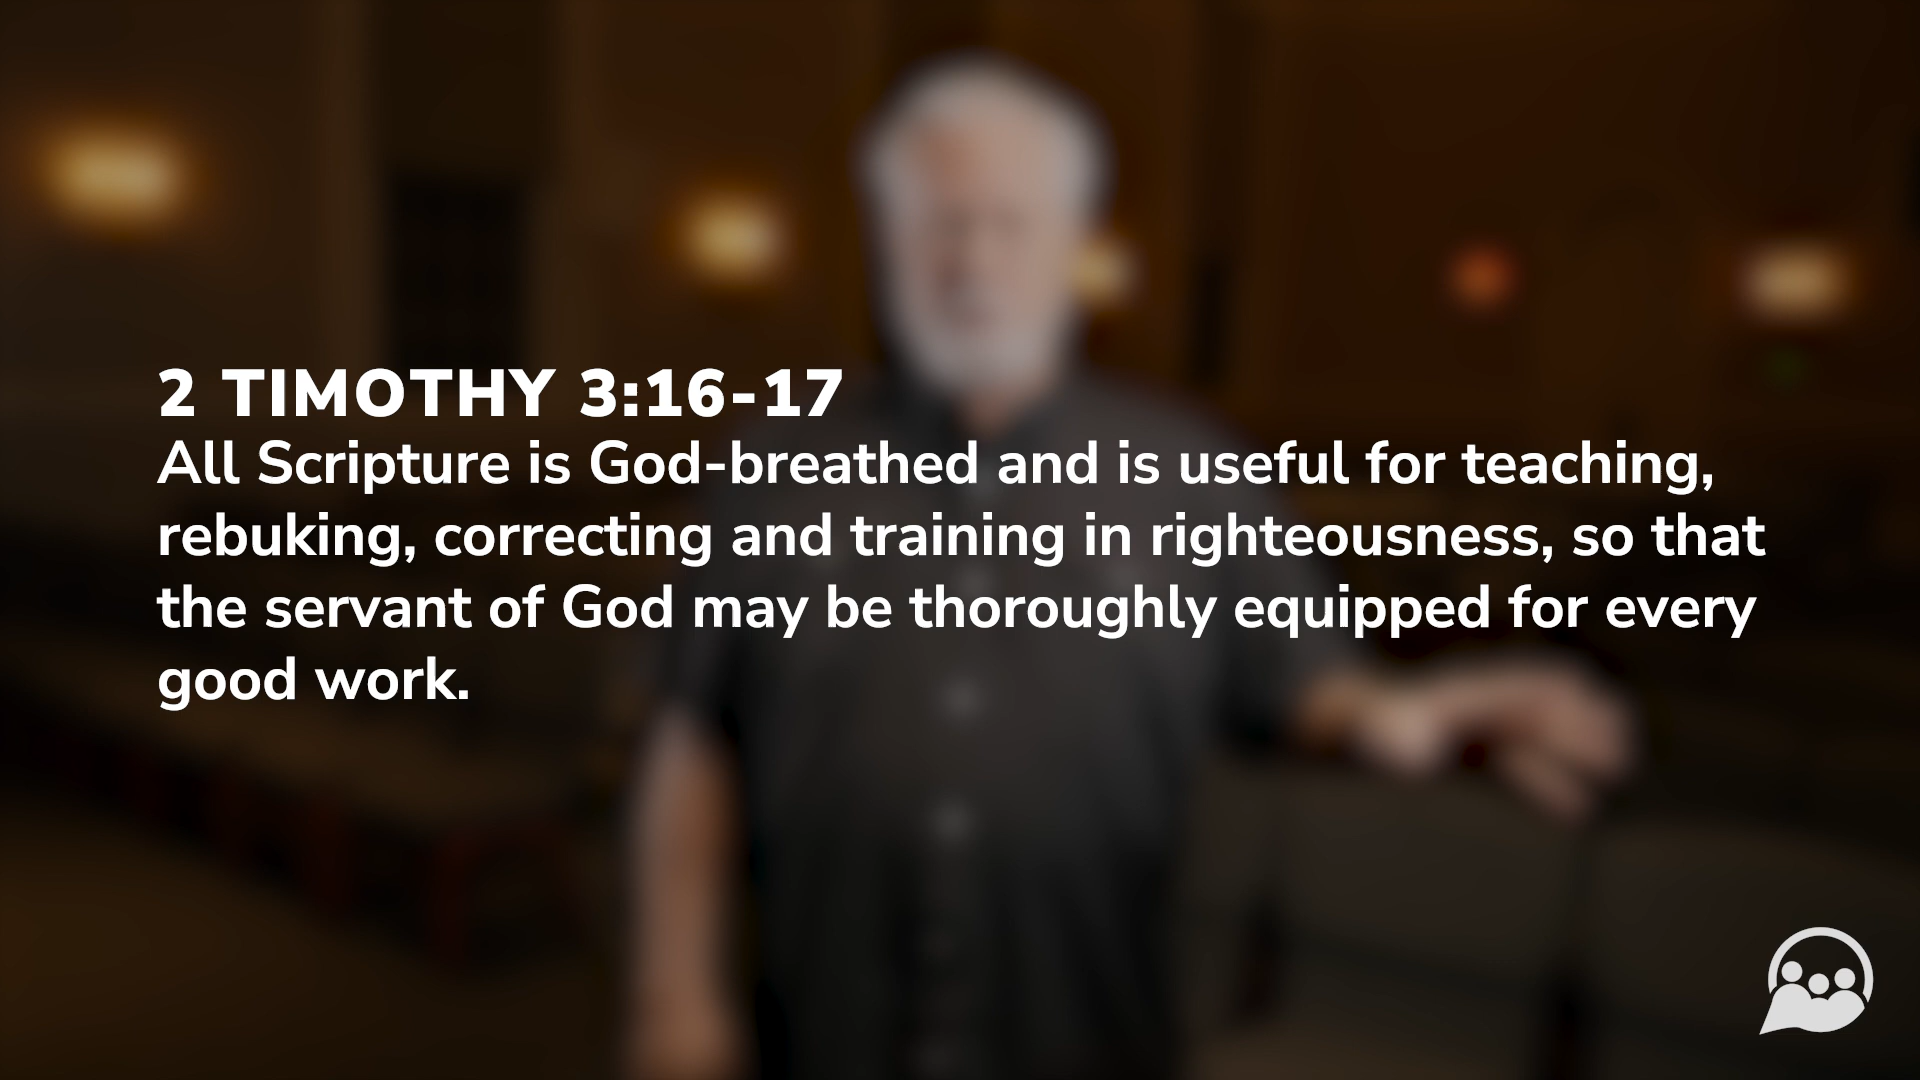 2 TIMOTHY 3:16-17
All Scripture is God-breathed and is useful for teaching,
rebuking, correcting and training in righteousness, so that
the servant of God may be thoroughly equipped for every
good work.